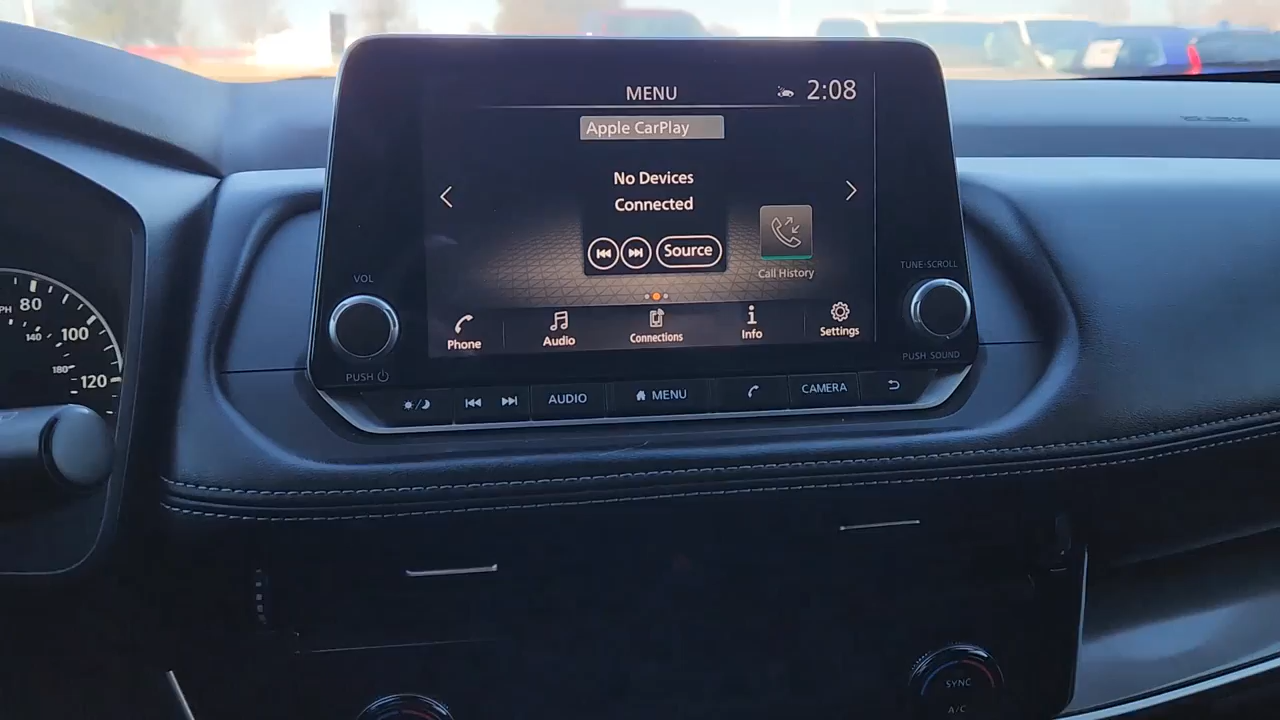 MENU
2:08
Apple CarPlay
No Devices
Connected
Source
Call History
Phone
Audio
Connections
Info
Settings
VOL
PUSH
TUNE·SCROLL
PUSH SOUND
AUDIO
MENU
CAMERA
PH
80
140
100
180
120
SYNC
A/C